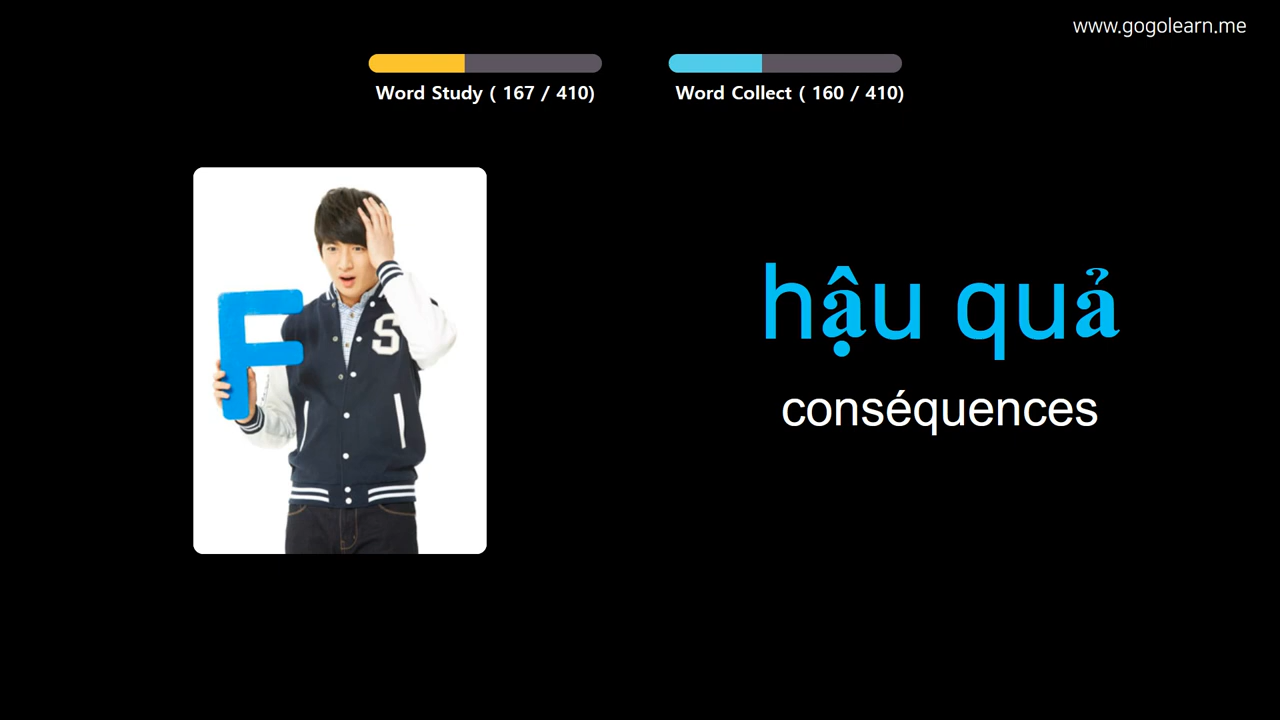 www.gogolearn.me
Word Study ( 167 / 410)
Word Collect ( 160 / 410)
F
S
hậu quả
conséquences